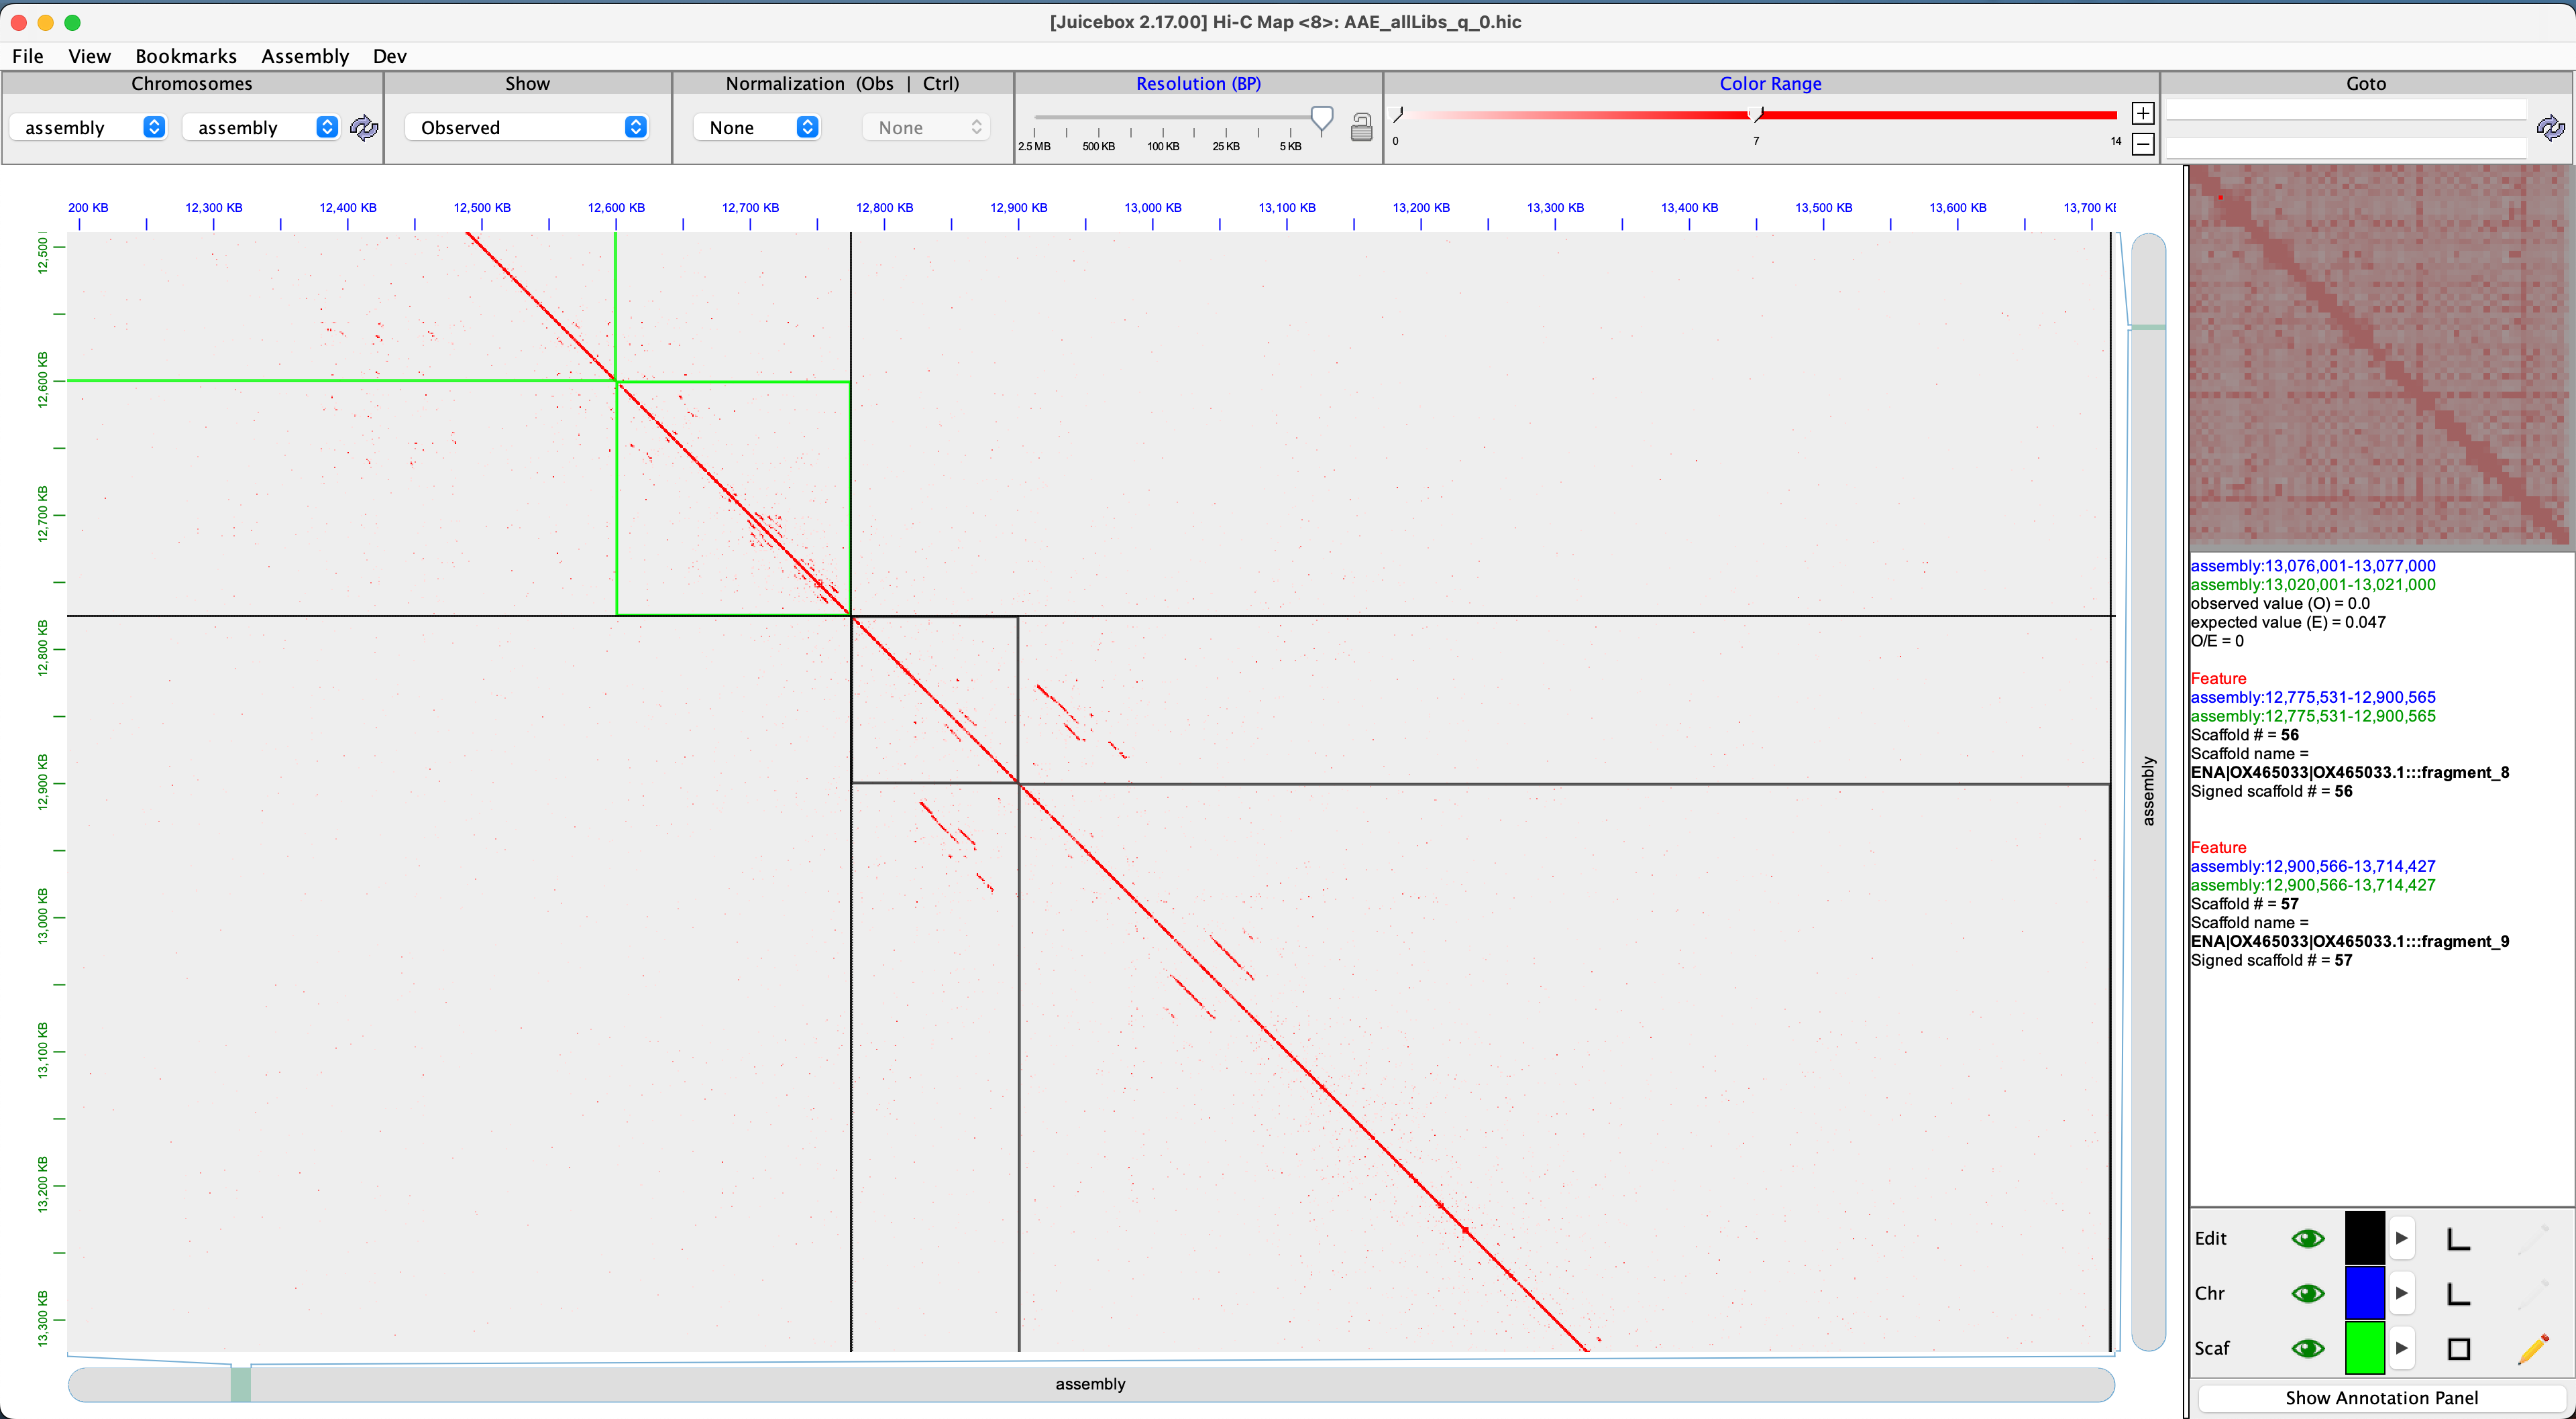 [Juicebox 2.17.00] Hi-C Map <8>: AAE_allLibs_q_0.hic
File View Bookmarks Assembly Dev
Chromosomes Show Normalization (Obs | Ctrl) Resolution (BP) Color Range Goto
assembly assembly Observed None None
2.5 MB 500 KB 100 KB 25 KB 5 KB
0 7 14
200 KB 12,300 KB 12,400 KB 12,500 KB 12,600 KB 12,700 KB 12,800 KB 12,900 KB 13,000 KB 13,100 KB 13,200 KB 13,300 KB 13,400 KB 13,500 KB 13,600 KB 13,700 KB
12,500
12,600 KB
12,700 KB
12,800 KB
12,900 KB
13,000 KB
13,100 KB
13,200 KB
13,300 KB
assembly
assembly
assembly:13,076,001-13,077,000
assembly:13,020,001-13,021,000
observed value (O) = 0.0
expected value (E) = 0.047
O/E = 0
Feature
assembly:12,775,531-12,900,565
assembly:12,775,531-12,900,565
Scaffold # = 56
Scaffold name =
ENA|OX465033|OX465033.1:::fragment_8
Signed scaffold # = 56
Feature
assembly:12,900,566-13,714,427
assembly:12,900,566-13,714,427
Scaffold # = 57
Scaffold name =
ENA|OX465033|OX465033.1:::fragment_9
Signed scaffold # = 57
Edit
Chr
Scaf
Show Annotation Panel